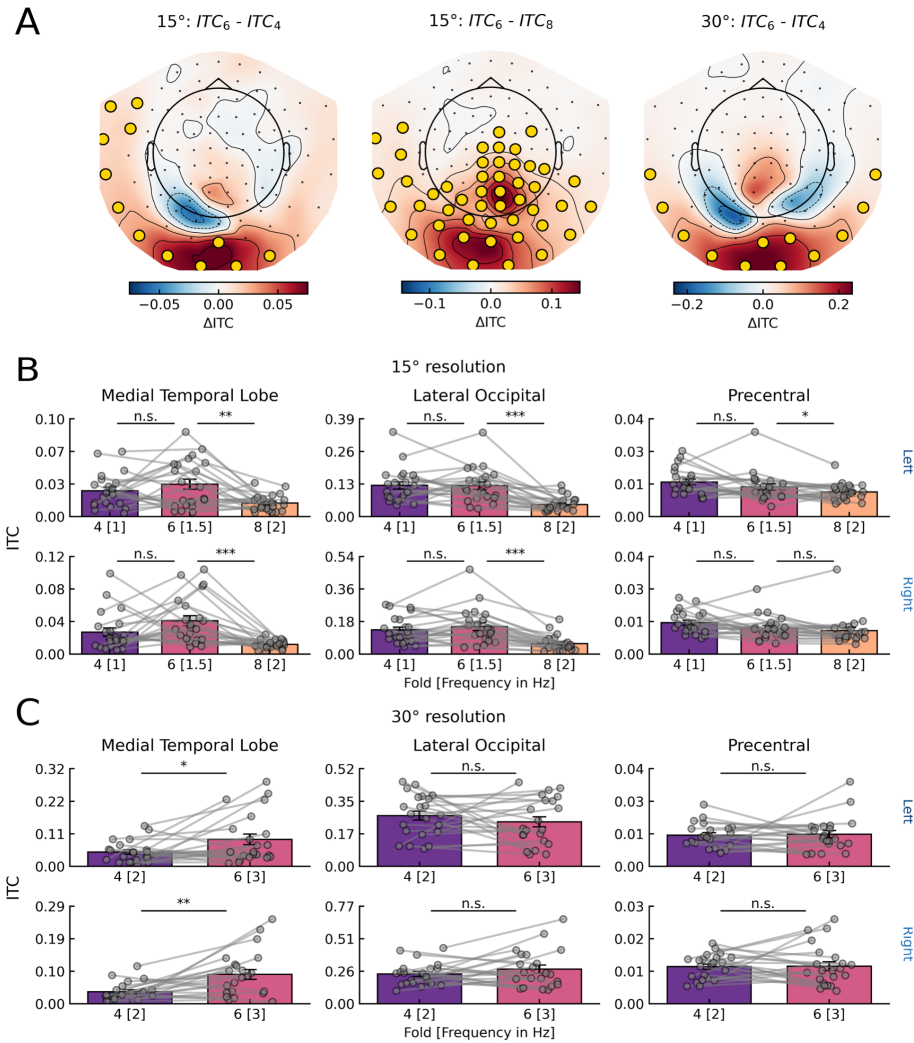 A
15°: ITC6 - ITC4
15°: ITC6 - ITC8
30°: ITC6 - ITC4
−0.05 0.00 0.05
ΔITC
−0.1 0.0 0.1
ΔITC
−0.2 0.0 0.2
ΔITC
B
15° resolution
Medial Temporal Lobe
Lateral Occipital
Precentral
0.10
0.07
0.03
0.00
n.s. **
4 [1] 6 [1.5] 8 [2]
0.39
0.26
0.13
0.00
n.s. ***
4 [1] 6 [1.5] 8 [2]
0.04
0.03
0.01
0.00
n.s. *
4 [1] 6 [1.5] 8 [2]
Left
ITC
0.12
0.08
0.04
0.00
n.s. ***
4 [1] 6 [1.5] 8 [2]
0.54
0.36
0.18
0.00
n.s. ***
4 [1] 6 [1.5] 8 [2]
0.04
0.03
0.01
0.00
n.s. n.s.
4 [1] 6 [1.5] 8 [2]
Right
Fold [Frequency in Hz]
C
30° resolution
Medial Temporal Lobe
Lateral Occipital
Precentral
0.32
0.22
0.11
0.00
*
4 [2] 6 [3]
0.52
0.35
0.17
0.00
n.s.
4 [2] 6 [3]
0.04
0.03
0.01
0.00
n.s.
4 [2] 6 [3]
Left
ITC
0.29
0.19
0.10
0.00
**
4 [2] 6 [3]
0.77
0.51
0.26
0.00
n.s.
4 [2] 6 [3]
0.03
0.02
0.01
0.00
n.s.
4 [2] 6 [3]
Right
Fold [Frequency in Hz]